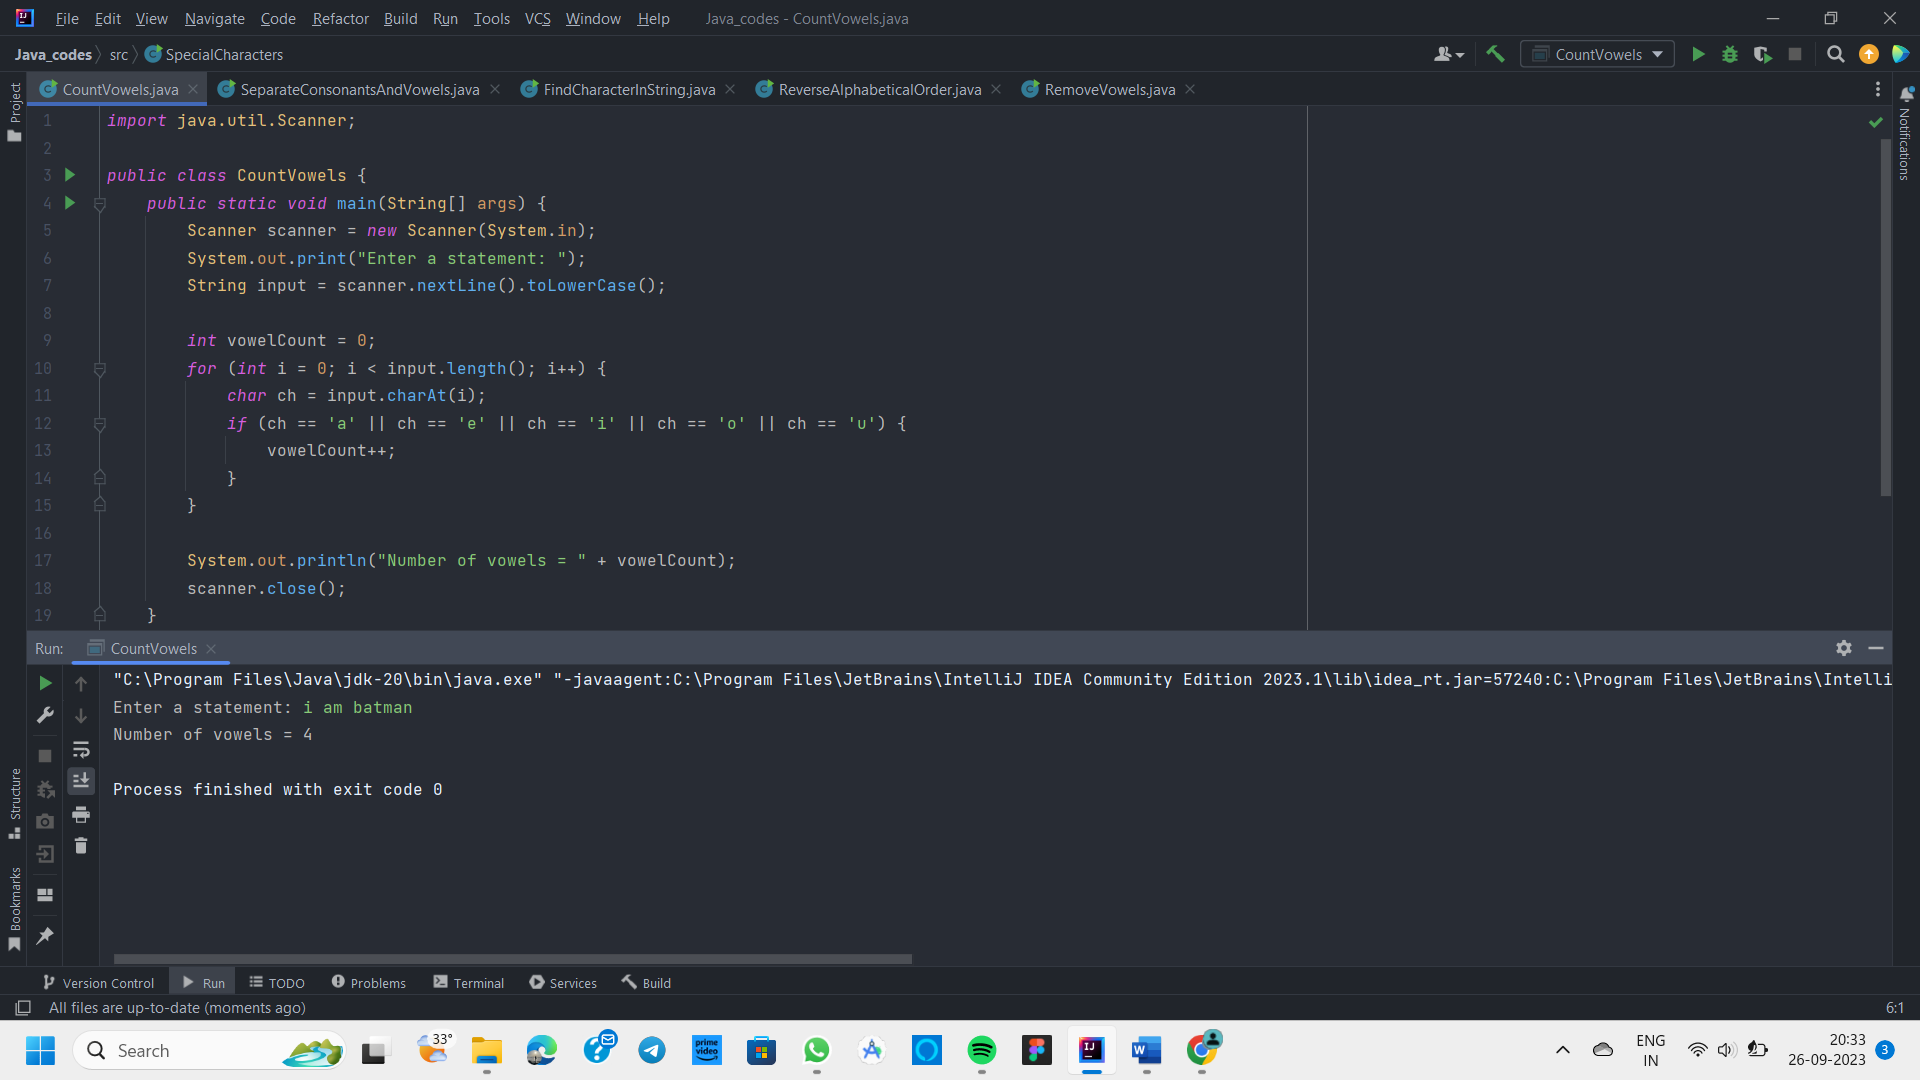 File Edit View Navigate Code Refactor Build Run Tools VCS Window Help Java_codes - CountVowels.java
Java_codes src SpecialCharacters CountVowels
Project
CountVowels.java SeparateConsonantsAndVowels.java FindCharacterInString.java ReverseAlphabeticalOrder.java RemoveVowels.java
Notifications
1 import java.util.Scanner;
2
3 public class CountVowels {
4 public static void main(String[] args) {
5 Scanner scanner = new Scanner(System.in);
6 System.out.print("Enter a statement: ");
7 String input = scanner.nextLine().toLowerCase();
8
9 int vowelCount = 0;
10 for (int i = 0; i < input.length(); i++) {
11 char ch = input.charAt(i);
12 if (ch == 'a' || ch == 'e' || ch == 'i' || ch == 'o' || ch == 'u') {
13 vowelCount++;
14 }
15 }
16
17 System.out.println("Number of vowels = " + vowelCount);
18 scanner.close();
19 }
Run: CountVowels
"C:\Program Files\Java\jdk-20\bin\java.exe" "-javaagent:C:\Program Files\JetBrains\IntelliJ IDEA Community Edition 2023.1\lib\idea_rt.jar=57240:C:\Program Files\JetBrains\Intelli
Enter a statement: i am batman
Number of vowels = 4
Process finished with exit code 0
Structure
Bookmarks
Version Control Run TODO Problems Terminal Services Build
All files are up-to-date (moments ago) 6:1
Search 33° prime video ENG 20:33
IN 26-09-2023 3